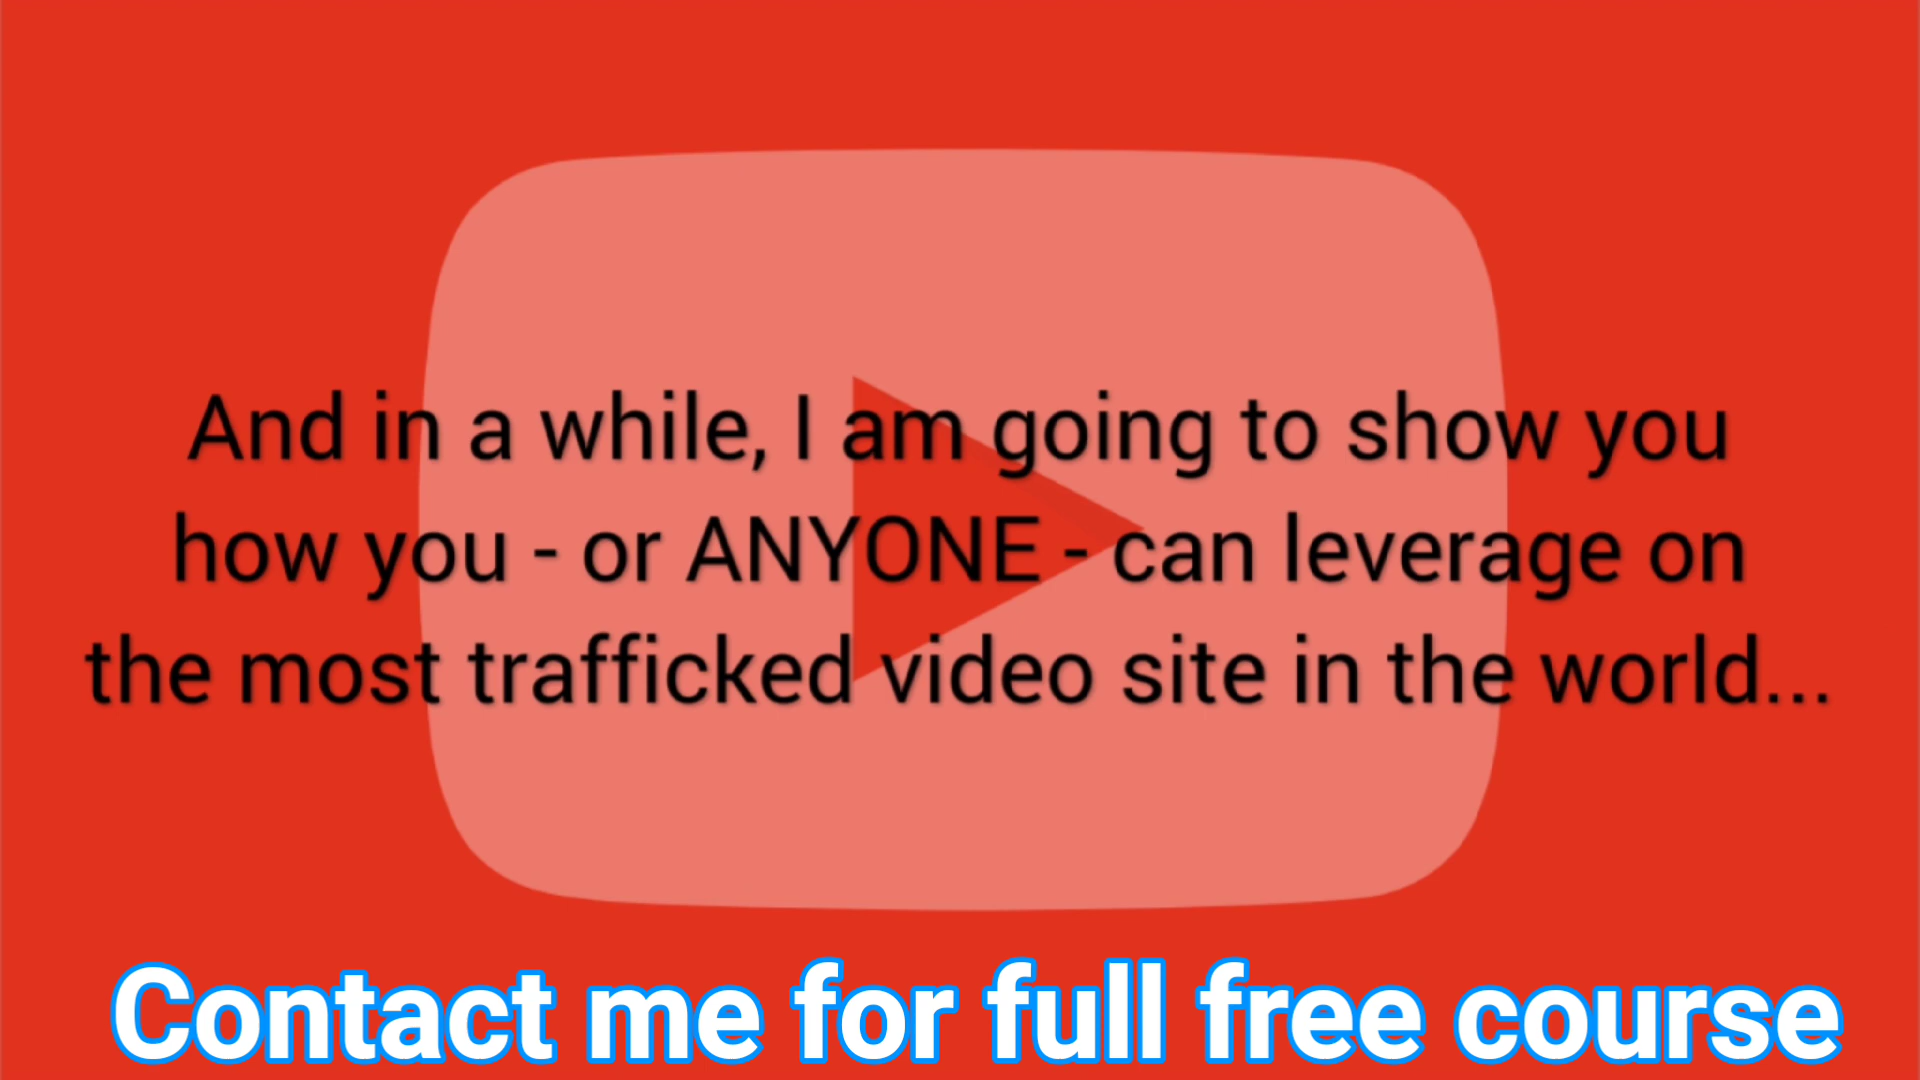 And in a while, I am going to show you
how you - or ANYONE - can leverage on
the most trafficked video site in the world...
Contact me for full free course